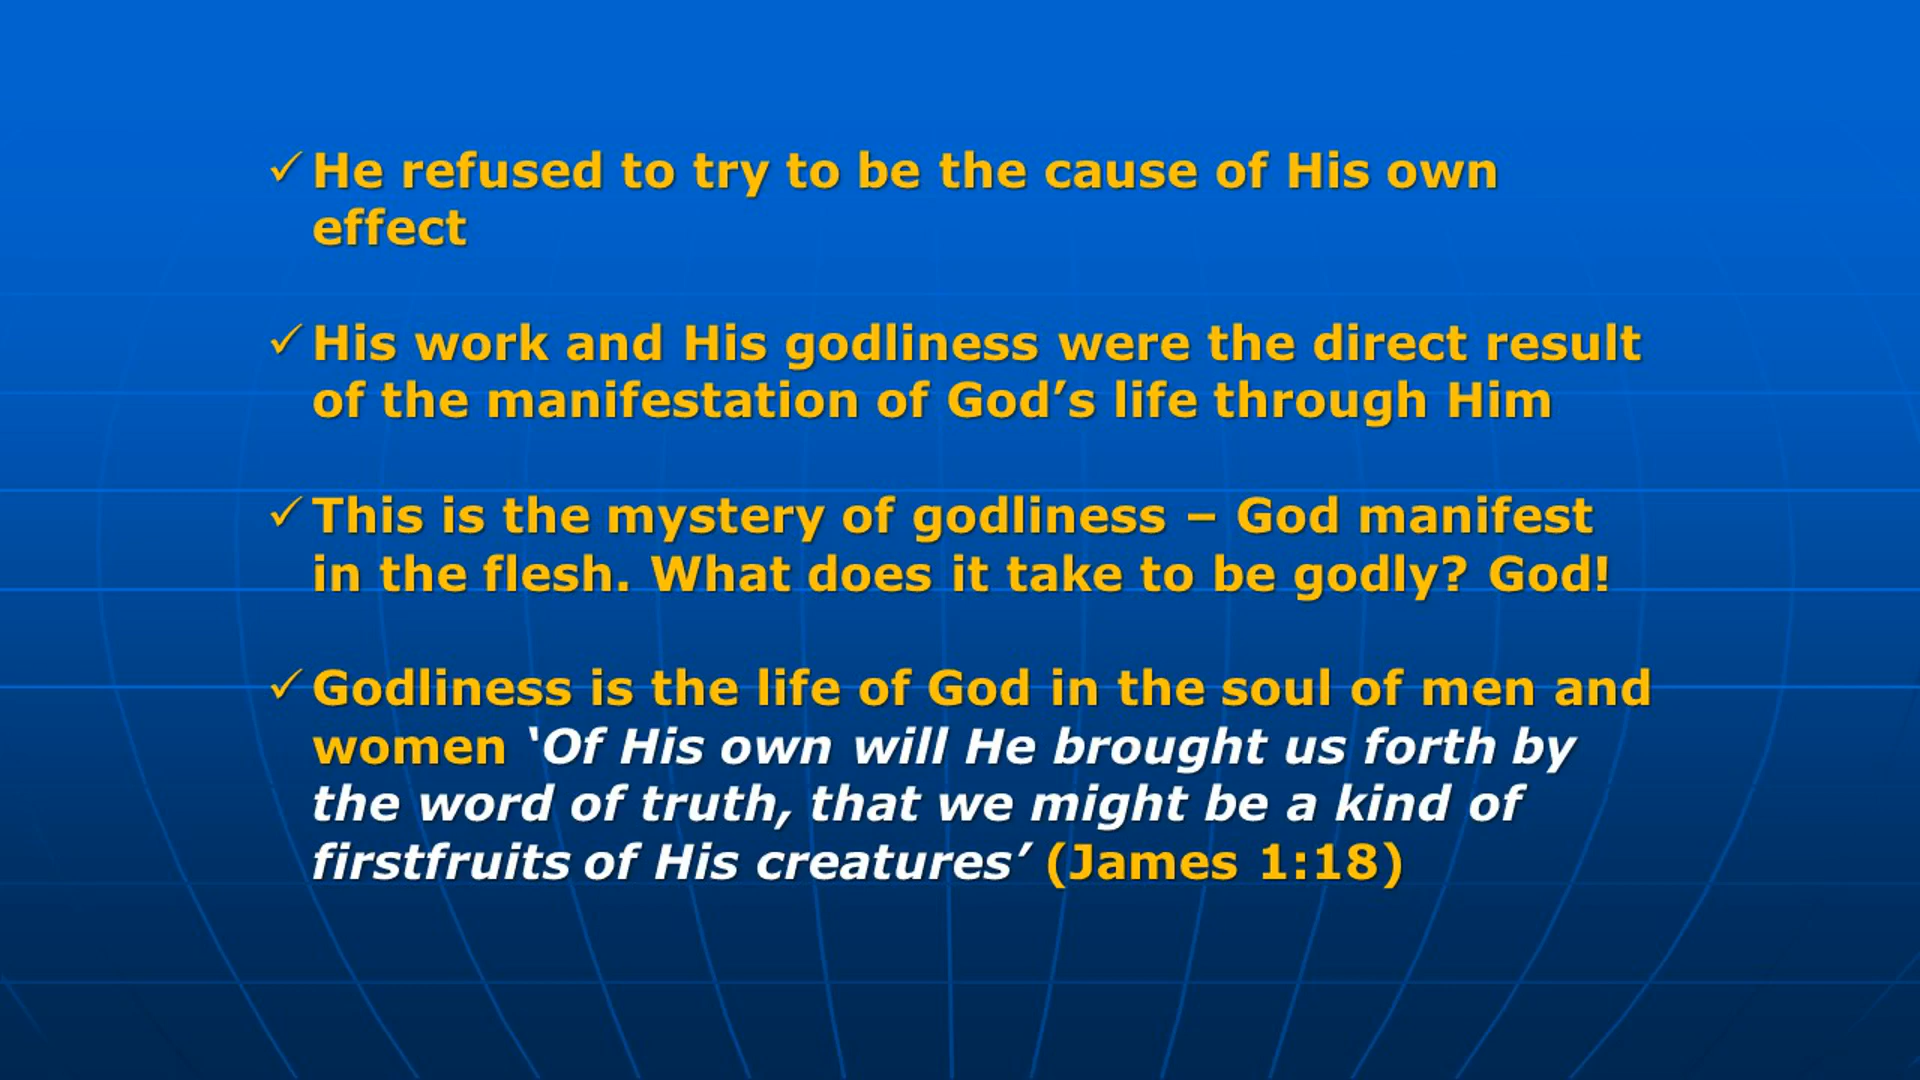 ✓ He refused to try to be the cause of His own
effect
✓ His work and His godliness were the direct result
of the manifestation of God’s life through Him
✓ This is the mystery of godliness – God manifest
in the flesh. What does it take to be godly? God!
✓ Godliness is the life of God in the soul of men and
women ‘Of His own will He brought us forth by
the word of truth, that we might be a kind of
firstfruits of His creatures’ (James 1:18)